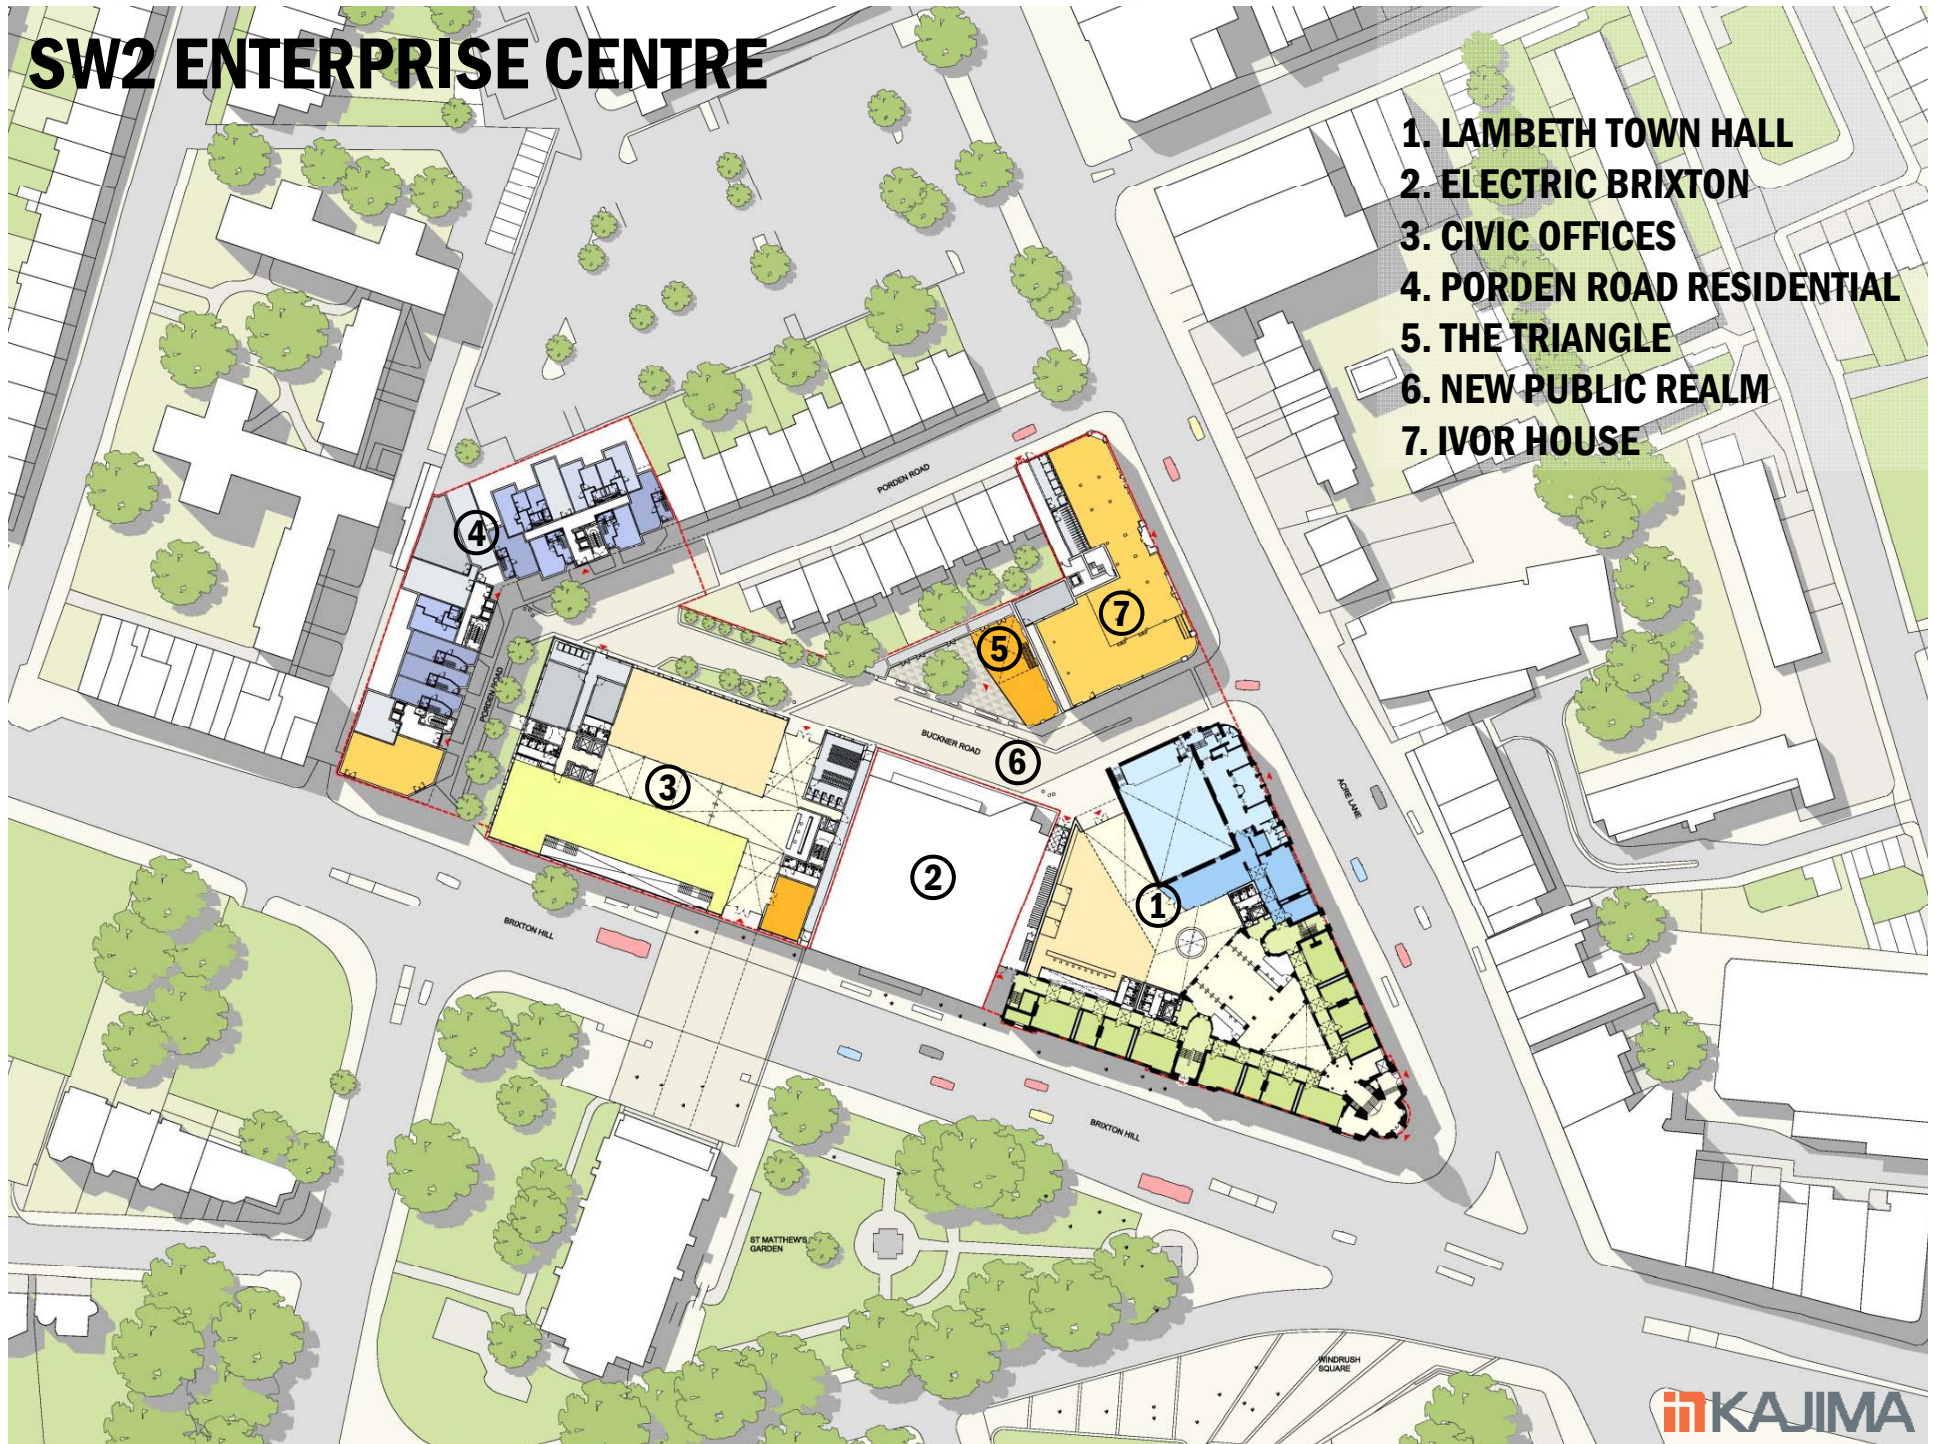 SW2 ENTERPRISE CENTRE
1. LAMBETH TOWN HALL
2. ELECTRIC BRIXTON
3. CIVIC OFFICES
4. PORDEN ROAD RESIDENTIAL
5. THE TRIANGLE
6. NEW PUBLIC REALM
7. IVOR HOUSE
PORDEN ROAD
4
7
5
PORDEN ROAD
BUCKNER ROAD
6
3
ACRE LANE
2
1
BRIXTON HILL
BRIXTON HILL
ST MATTHEW'S
GARDEN
WINDRUSH
SQUARE
KAJIMA